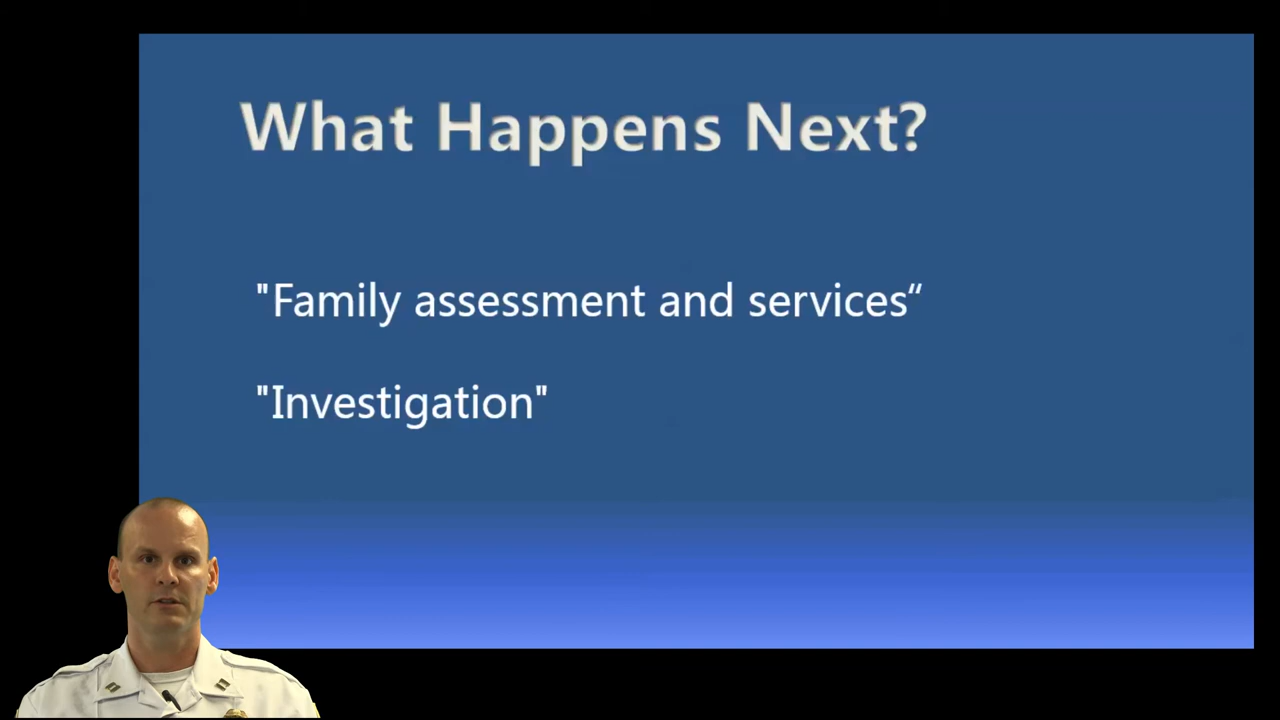 What Happens Next?
"Family assessment and services“
"Investigation"